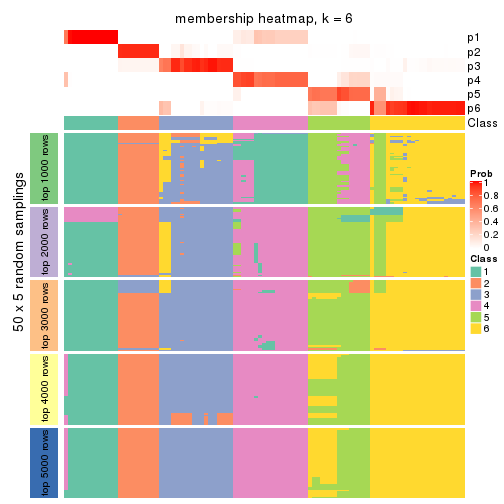 membership heatmap, k = 6
p1
p2
p3
p4
p5
p6
Class
50 x 5 random samplings
top 1000 rows
top 2000 rows
top 3000 rows
top 4000 rows
top 5000 rows
Prob
1
0.8
0.6
0.4
0.2
0
Class
1
2
3
4
5
6